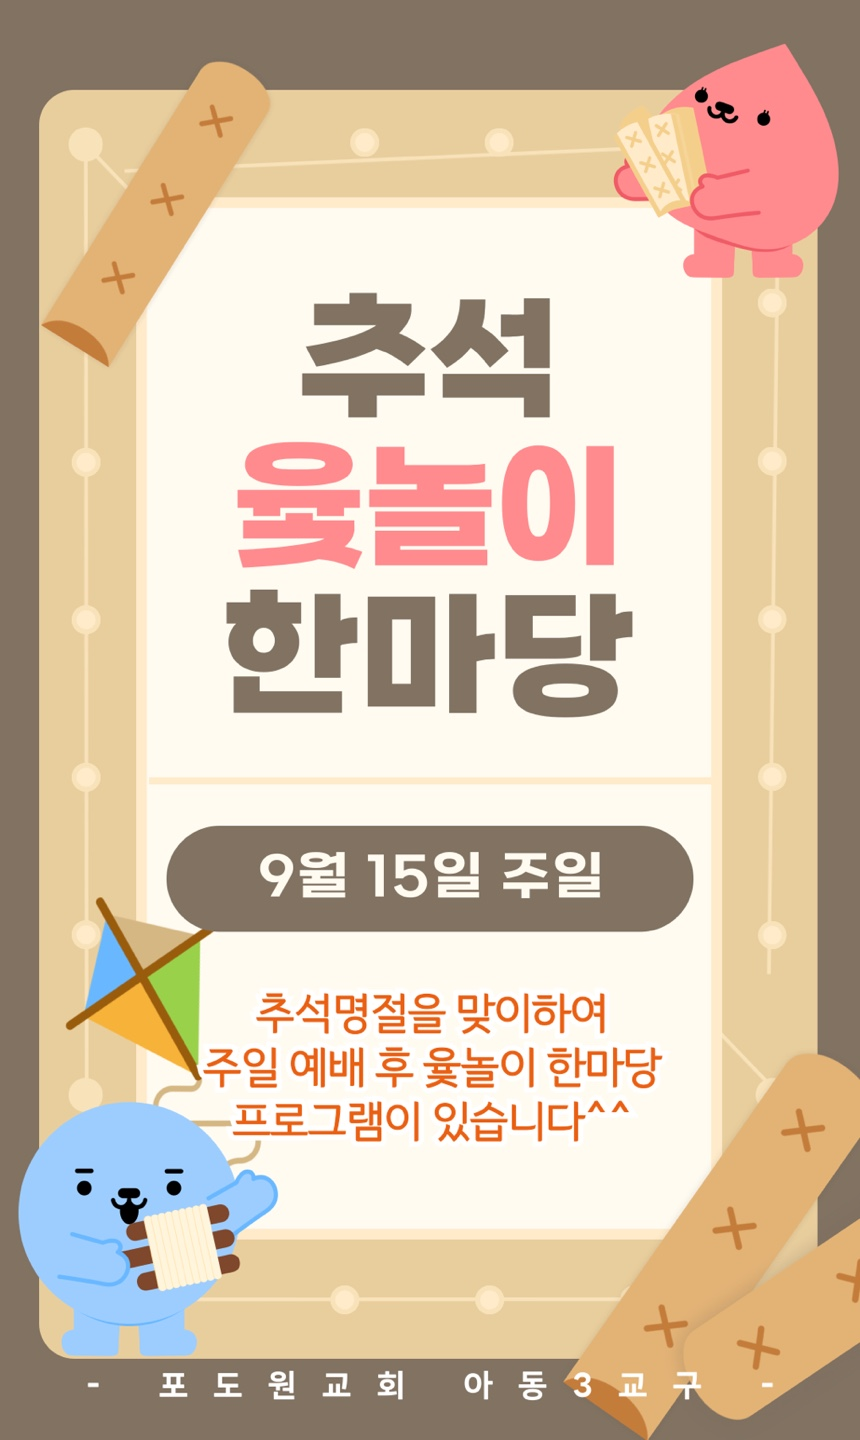 추석
윷놀이
한마당
9월 15일 주일
추석명절을 맞이하여
주일 예배 후 윷놀이 한마당
프로그램이 있습니다^^
- 포도원교회 아동3교구 -